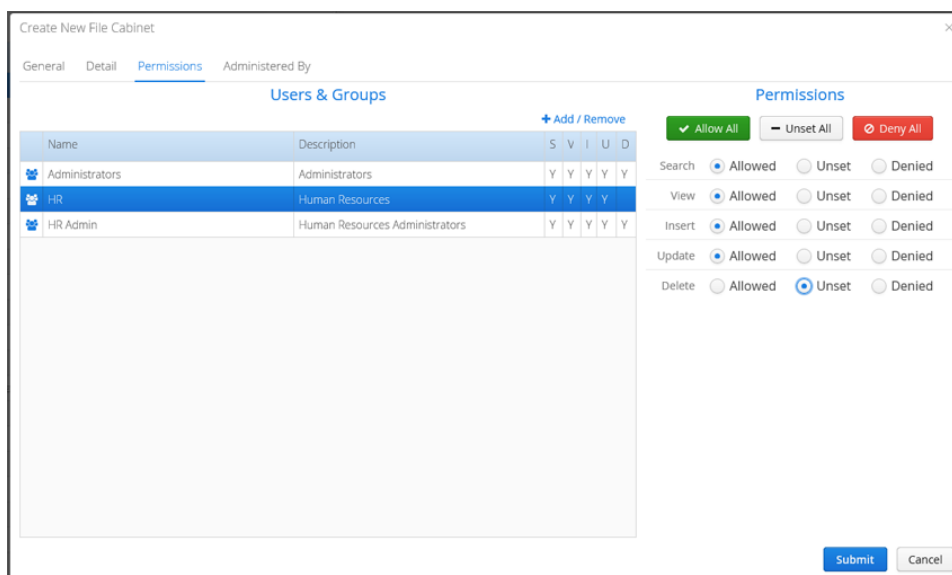 Create New File Cabinet
General Detail Permissions Administered By
Users & Groups
+ Add / Remove
Name Description S V I U D
Administrators Administrators Y Y Y Y Y
HR Human Resources Y Y Y Y
HR Admin Human Resources Administrators Y Y Y Y Y
Permissions
Allow All Unset All Deny All
Search Allowed Unset Denied
View Allowed Unset Denied
Insert Allowed Unset Denied
Update Allowed Unset Denied
Delete Allowed Unset Denied
Submit Cancel